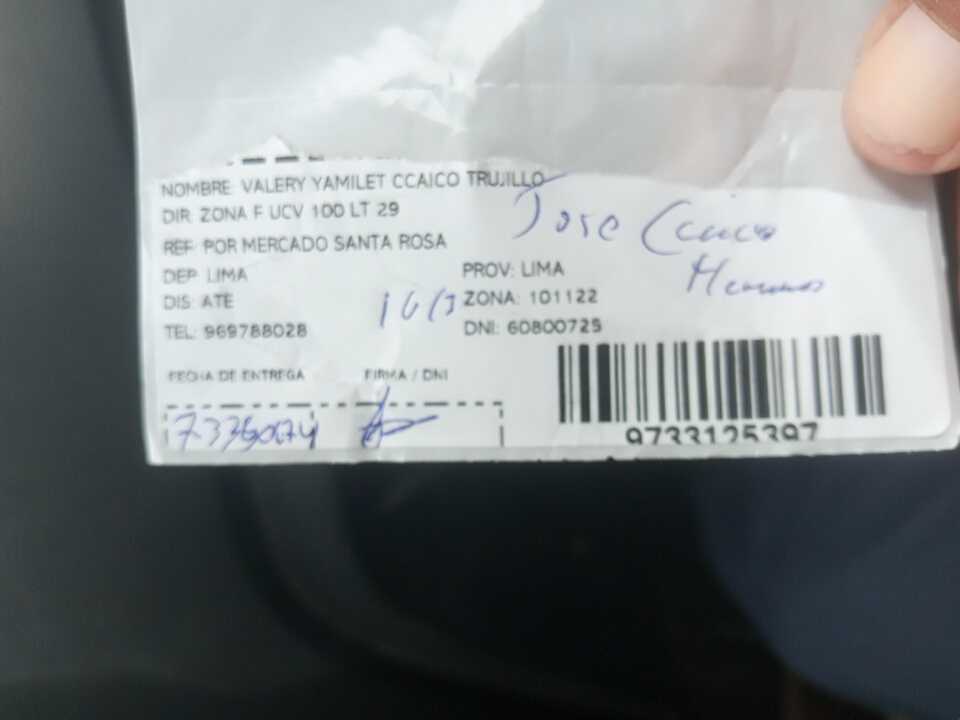 NOMBRE: VALERY YAMILET CCAICO TRUJILLO
DIR: ZONA F UCV 100 LT 29
Jose Ccaico
REF: POR MERCADO SANTA ROSA
DEP: LIMA PROV: LIMA
DIS: ATE ZONA: 101122
TEL: 969788028 DNI: 60800725
FECHA DE ENTREGA FIRMA / DNI
9733125397